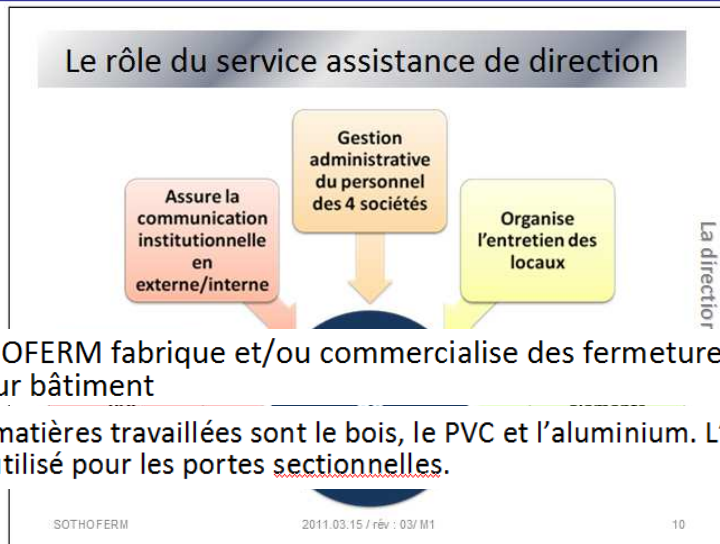 Le rôle du service assistance de direction
Gestion
administrative
du personnel
des 4 sociétés
Assure la
communication
institutionnelle
en
externe/interne
Organise
l'entretien des
locaux
La direction
OFERM fabrique et/ou commercialise des fermeture
ur bâtiment
matières travaillées sont le bois, le PVC et l'aluminium. L'
utilisé pour les portes sectionnelles.
SOTHOFERM
2011.03.15 / rév : 03/ M1
10